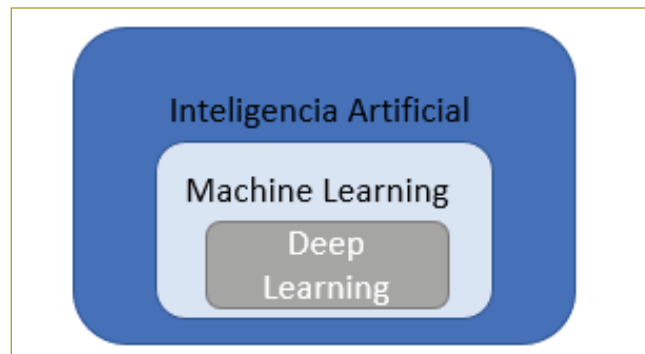 Inteligencia Artificial
Machine Learning
Deep
Learning